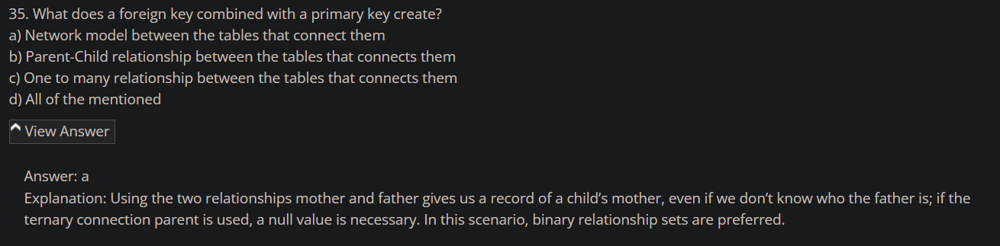 35. What does a foreign key combined with a primary key create?
a) Network model between the tables that connect them
b) Parent-Child relationship between the tables that connects them
c) One to many relationship between the tables that connects them
d) All of the mentioned
View Answer
Answer: a
Explanation: Using the two relationships mother and father gives us a record of a child’s mother, even if we don’t know who the father is; if the
ternary connection parent is used, a null value is necessary. In this scenario, binary relationship sets are preferred.